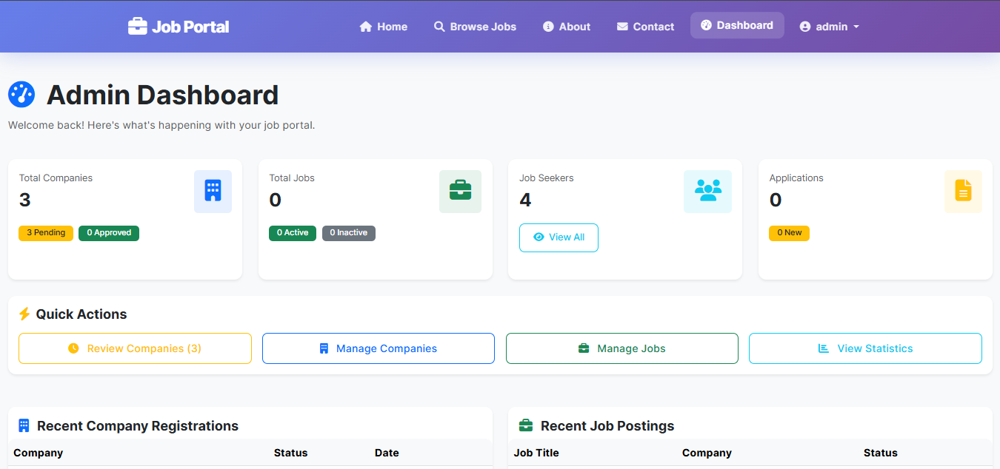 Job Portal Home Browse Jobs About Contact Dashboard admin
Admin Dashboard
Welcome back! Here's what's happening with your job portal.
Total Companies
3
3 Pending 0 Approved
Total Jobs
0
0 Active 0 Inactive
Job Seekers
4
View All
Applications
0
0 New
Quick Actions
Review Companies (3) Manage Companies Manage Jobs View Statistics
Recent Company Registrations
Company Status Date
Recent Job Postings
Job Title Company Status